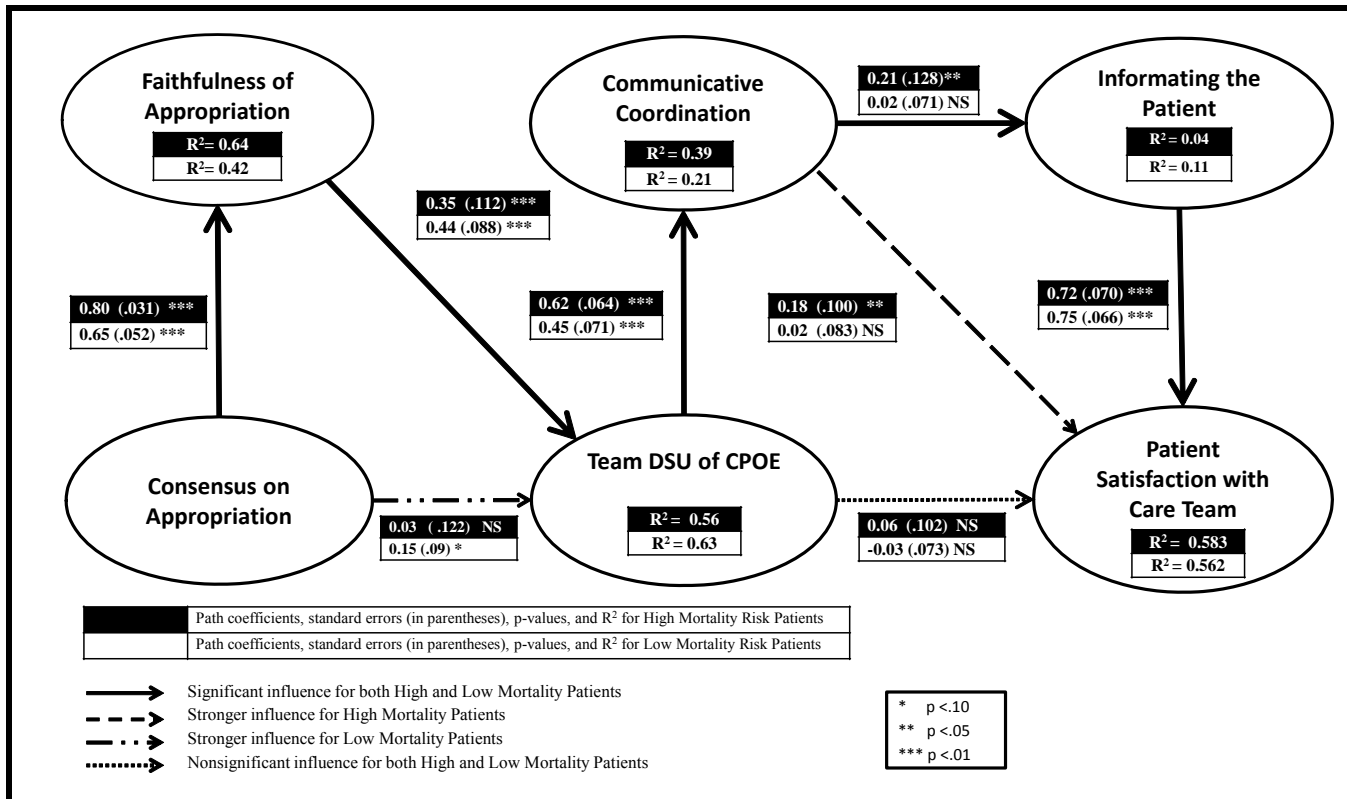 Faithfulness of
Appropriation
R²= 0.64
R²= 0.42
Communicative
Coordination
R² = 0.39
R² = 0.21
0.21 (.128)**
0.02 (.071) NS
Informating the
Patient
R² = 0.04
R² = 0.11
0.35 (.112) ***
0.44 (.088) ***
0.80 (.031) ***
0.65 (.052) ***
0.62 (.064) ***
0.45 (.071) ***
0.18 (.100) **
0.02 (.083) NS
0.72 (.070) ***
0.75 (.066) ***
Consensus on
Appropriation
0.03 ( .122) NS
0.15 (.09) *
Team DSU of CPOE
R² = 0.56
R² = 0.63
0.06 (.102) NS
-0.03 (.073) NS
Patient
Satisfaction with
Care Team
R² = 0.583
R² = 0.562
Path coefficients, standard errors (in parentheses), p-values, and R² for High Mortality Risk Patients
Path coefficients, standard errors (in parentheses), p-values, and R² for Low Mortality Risk Patients
Significant influence for both High and Low Mortality Patients
Stronger influence for High Mortality Patients
Stronger influence for Low Mortality Patients
Nonsignificant influence for both High and Low Mortality Patients
* p <.10
** p <.05
*** p <.01